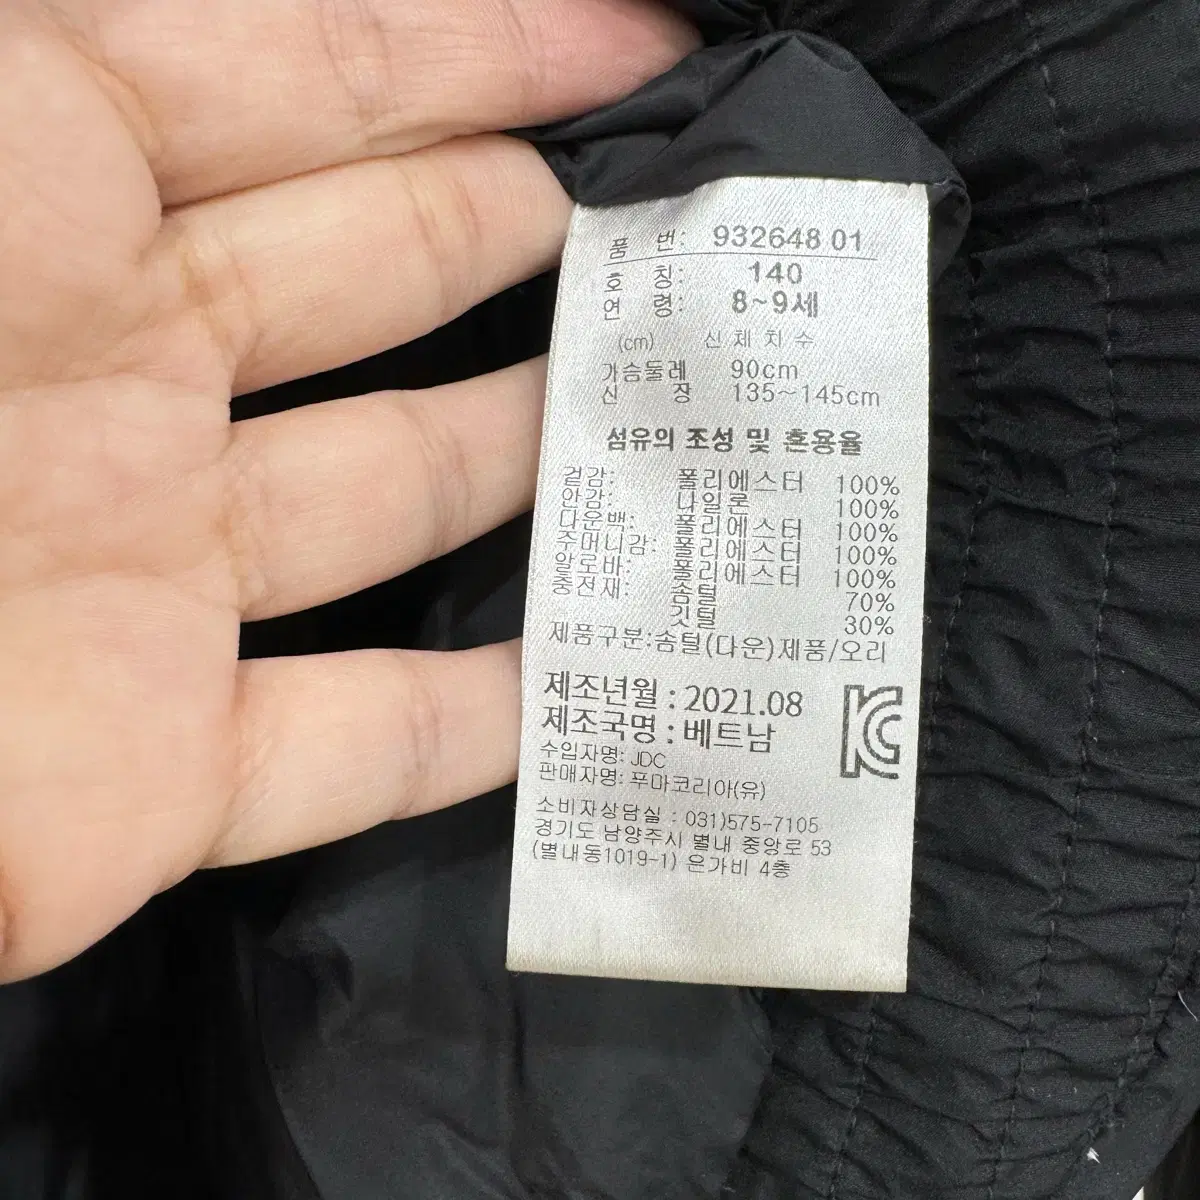 품 번: 932648 01
호 칭: 140
연 령: 8~9세
(cm) 신체치수
가슴둘레 90cm
신 장 135~145cm
섬유의 조성 및 혼용율
겉감: 폴리에스터 100%
안감: 나일론 100%
다운백: 폴리에스터 100%
주머니감: 폴리에스터 100%
알로바: 폴리에스터 100%
충전재: 솜털 70%
깃털 30%
제품구분:솜털(다운)제품/오리
제조년월 : 2021.08
제조국명 : 베트남
수입자명: JDC
판매자명: 푸마코리아(유)
소비자상담실 : 031)575-7105
경기도 남양주시 별내 중앙로 53
(별내동1019-1) 은가비 4층
KC